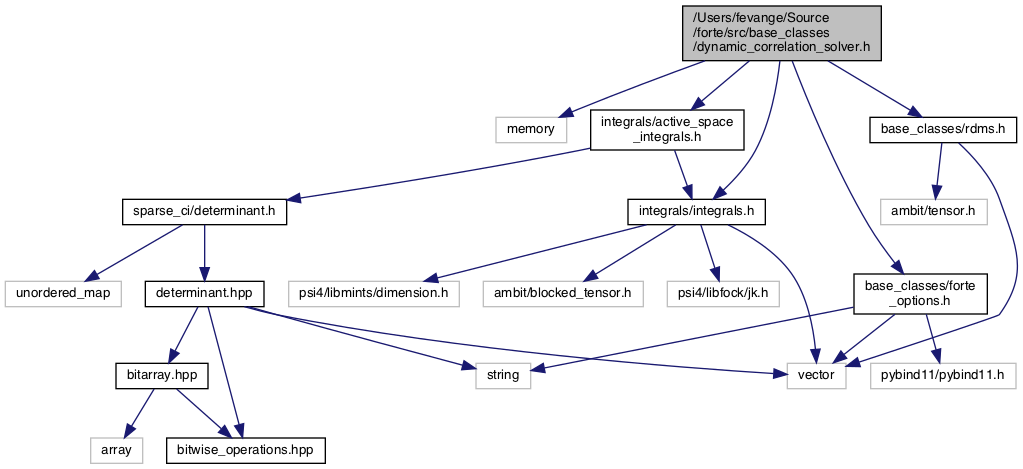 /Users/fevange/Source
/forte/src/base_classes
/dynamic_correlation_solver.h
memory
integrals/active_space
_integrals.h
base_classes/rdms.h
sparse_ci/determinant.h
integrals/integrals.h
ambit/tensor.h
unordered_map
determinant.hpp
psi4/libmints/dimension.h
ambit/blocked_tensor.h
psi4/libfock/jk.h
base_classes/forte
_options.h
bitarray.hpp
string
vector
pybind11/pybind11.h
array
bitwise_operations.hpp